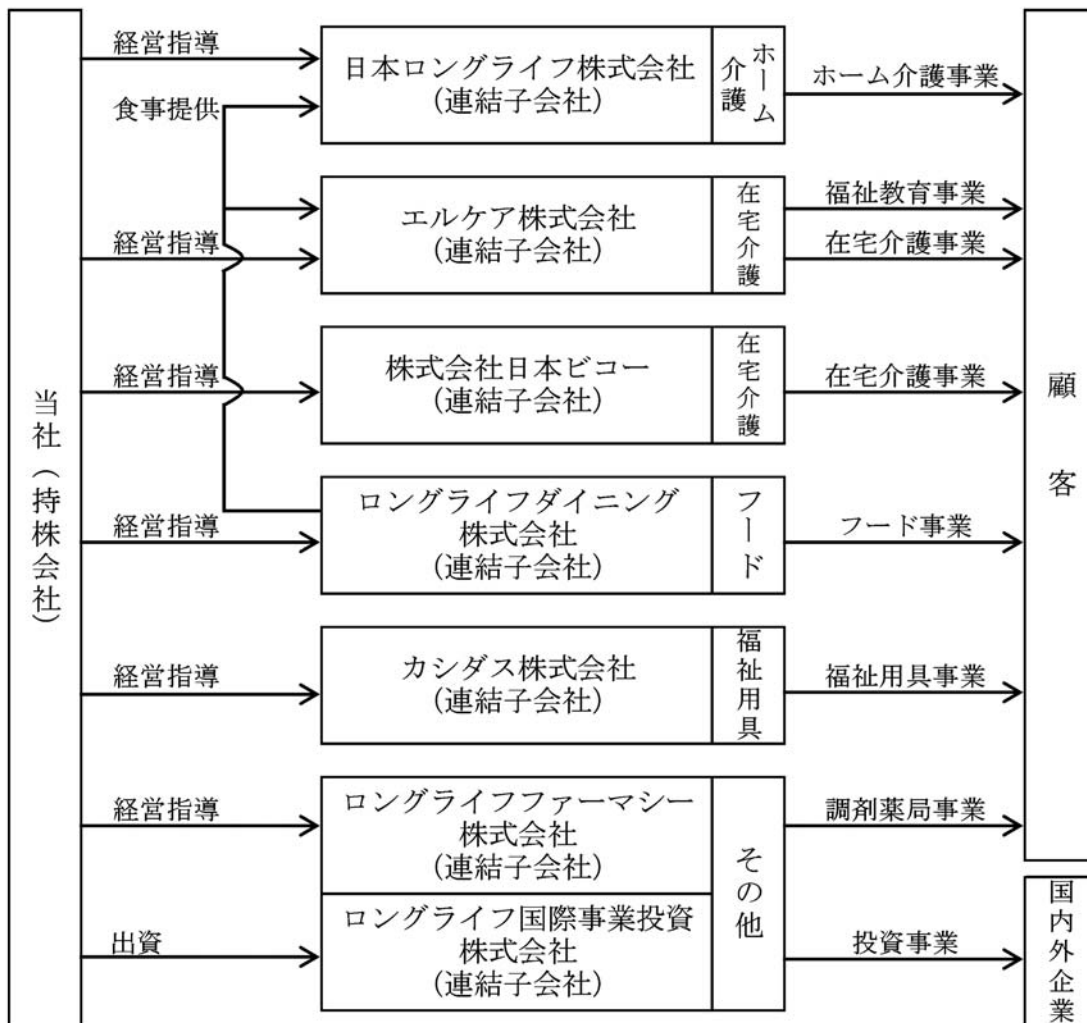 当社（持株会社）
経営指導
日本ロングライフ株式会社
(連結子会社)
ホーム
介護
ホーム介護事業
食事提供
エルケア株式会社
(連結子会社)
在宅介護
福祉教育事業
経営指導
在宅介護事業
株式会社日本ビコー
(連結子会社)
在宅介護
経営指導
在宅介護事業
ロングライフダイニング
株式会社
(連結子会社)
フード
経営指導
フード事業
カシダス株式会社
(連結子会社)
福祉用具
経営指導
福祉用具事業
ロングライフファーマシー
株式会社
(連結子会社)
経営指導
その他
調剤薬局事業
ロングライフ国際事業投資
株式会社
(連結子会社)
出資
投資事業
顧客
国内外企業